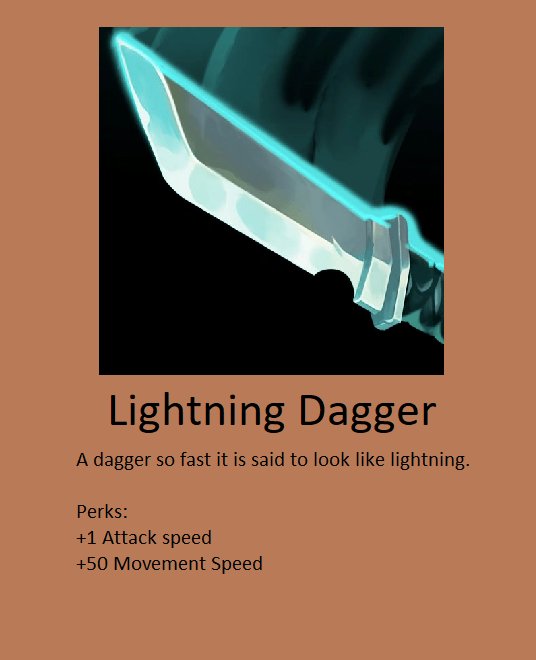 Lightning Dagger
A dagger so fast it is said to look like lightning.
Perks:
+1 Attack speed
+50 Movement Speed